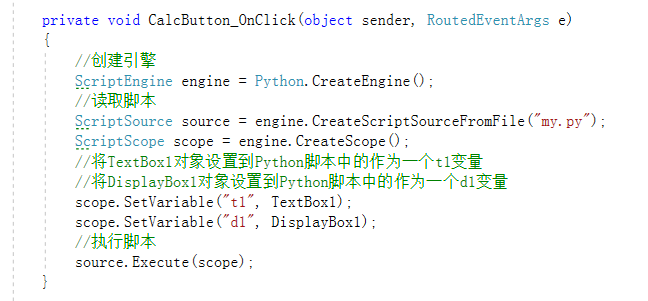 private void CalcButton_OnClick(object sender, RoutedEventArgs e)
{
//创建引擎
ScriptEngine engine = Python.CreateEngine();
//读取脚本
ScriptSource source = engine.CreateScriptSourceFromFile("my.py");
ScriptScope scope = engine.CreateScope();
//将TextBox1对象设置到Python脚本中的作为一个t1变量
//将DisplayBox1对象设置到Python脚本中的作为一个d1变量
scope.SetVariable("t1", TextBox1);
scope.SetVariable("d1", DisplayBox1);
//执行脚本
source.Execute(scope);
}